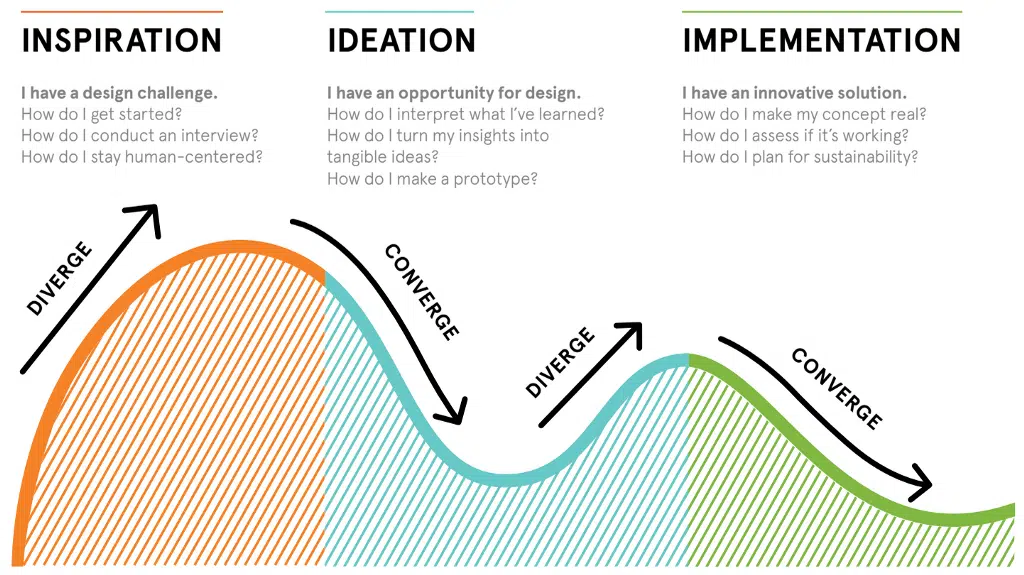 INSPIRATION
I have a design challenge.
How do I get started?
How do I conduct an interview?
How do I stay human-centered?
IDEATION
I have an opportunity for design.
How do I interpret what I've learned?
How do I turn my insights into
tangible ideas?
How do I make a prototype?
IMPLEMENTATION
I have an innovative solution.
How do I make my concept real?
How do I assess if it's working?
How do I plan for sustainability?
DIVERGE
CONVERGE
DIVERGE
CONVERGE